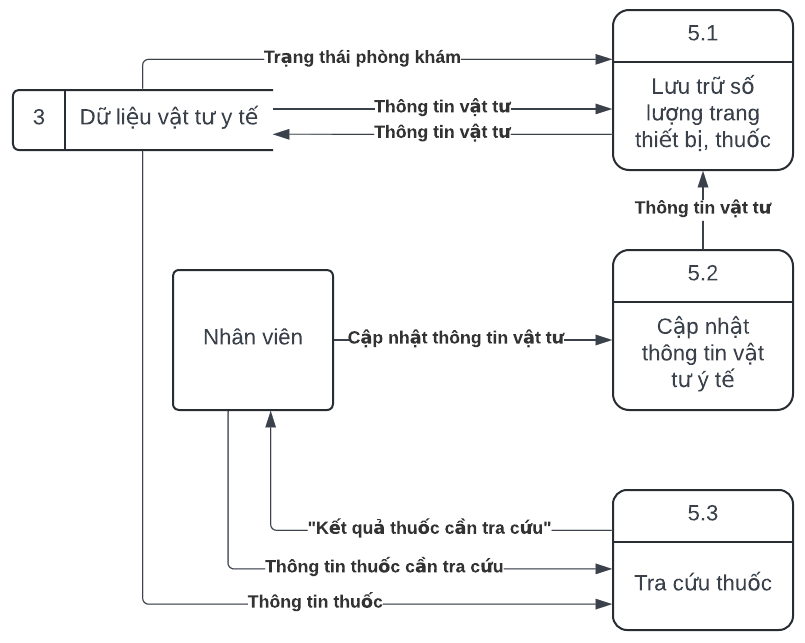 5.1
Trạng thái phòng khám
Lưu trữ số
lượng trang
thiết bị, thuốc
3
Dữ liệu vật tư y tế
Thông tin vật tư
Thông tin vật tư
Thông tin vật tư
5.2
Nhân viên
Cập nhật thông tin vật tư
Cập nhật
thông tin vật
tư ý tế
5.3
"Kết quả thuốc cần tra cứu"
Thông tin thuốc cần tra cứu
Tra cứu thuốc
Thông tin thuốc